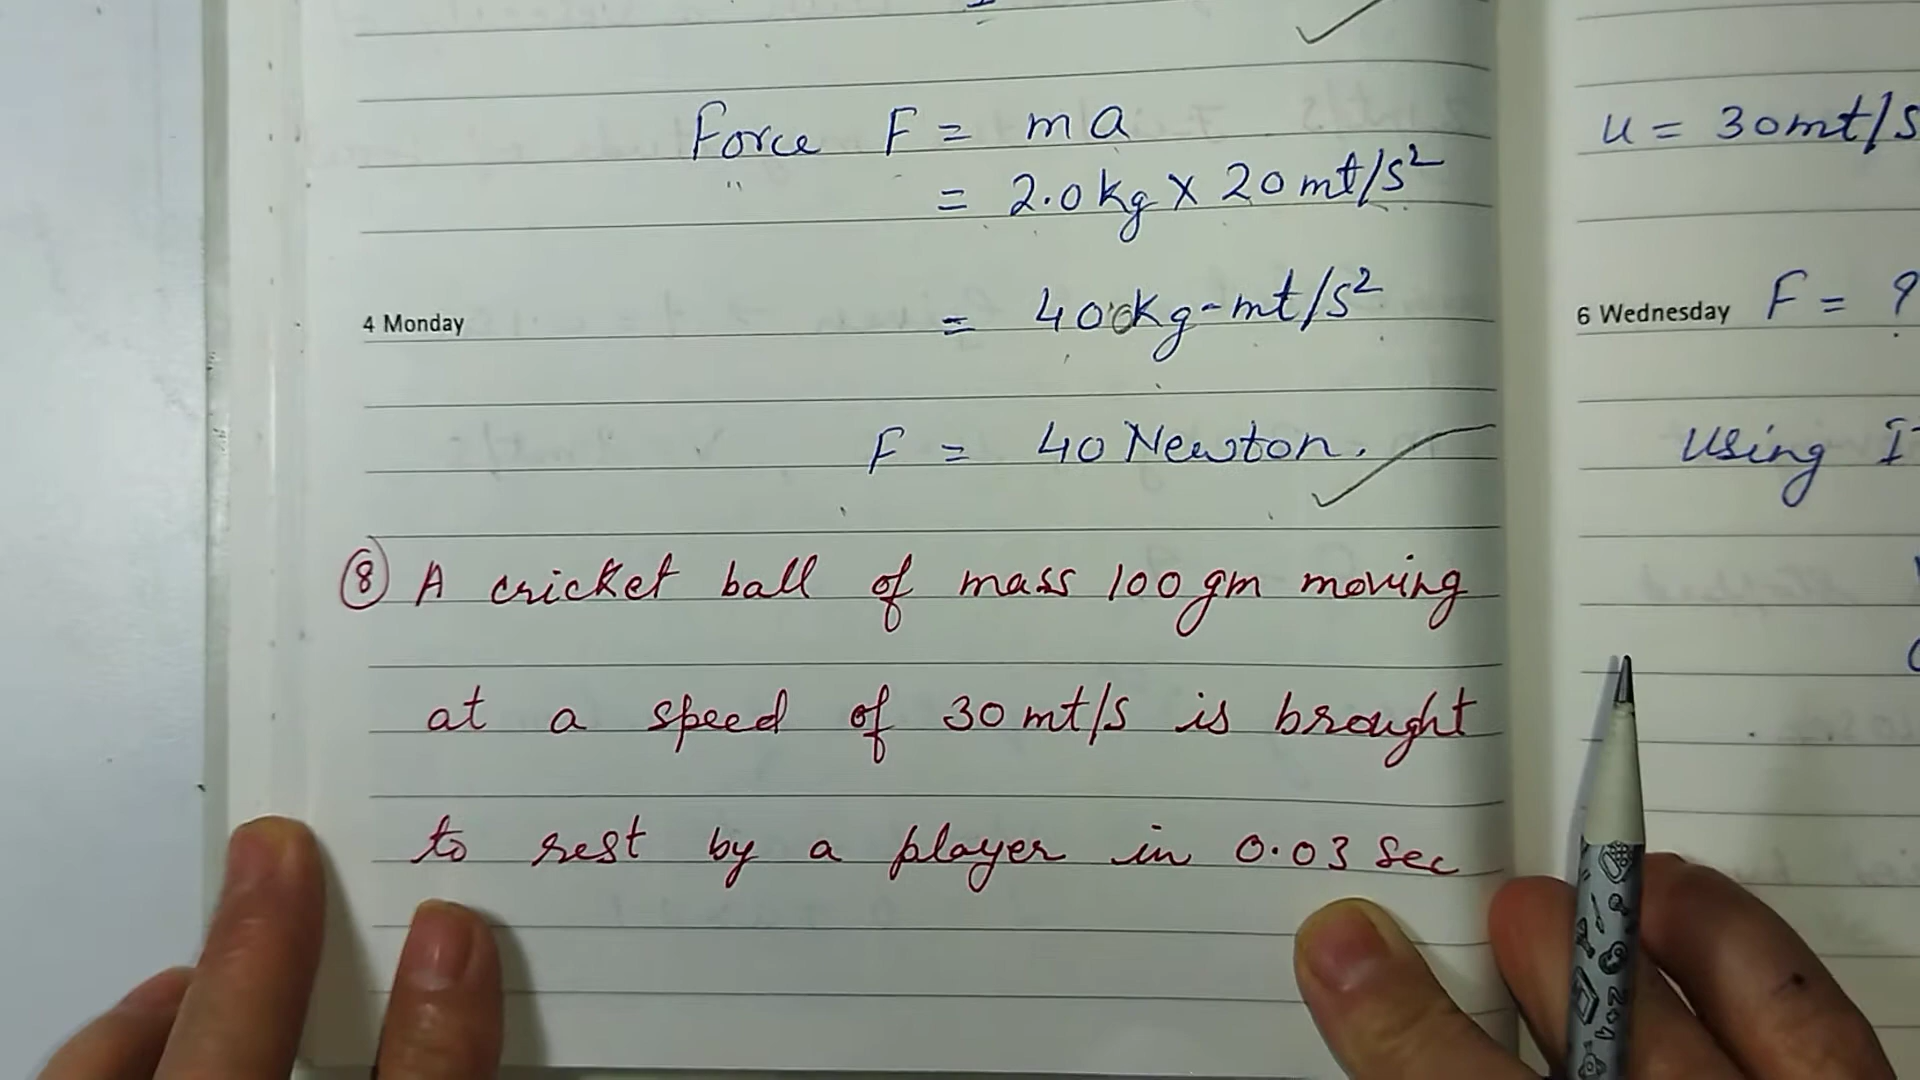 Force F = ma
= 2.0 kg × 20 mt/s²
4 Monday
= 40 kg-mt/s²
F = 40 Newton.
⑧ A cricket ball of mass 100 gm moving
at a speed of 30 mt/s is brought
to rest by a player in 0.03 sec
u = 30 mt/s
6 Wednesday F = ?
Using I